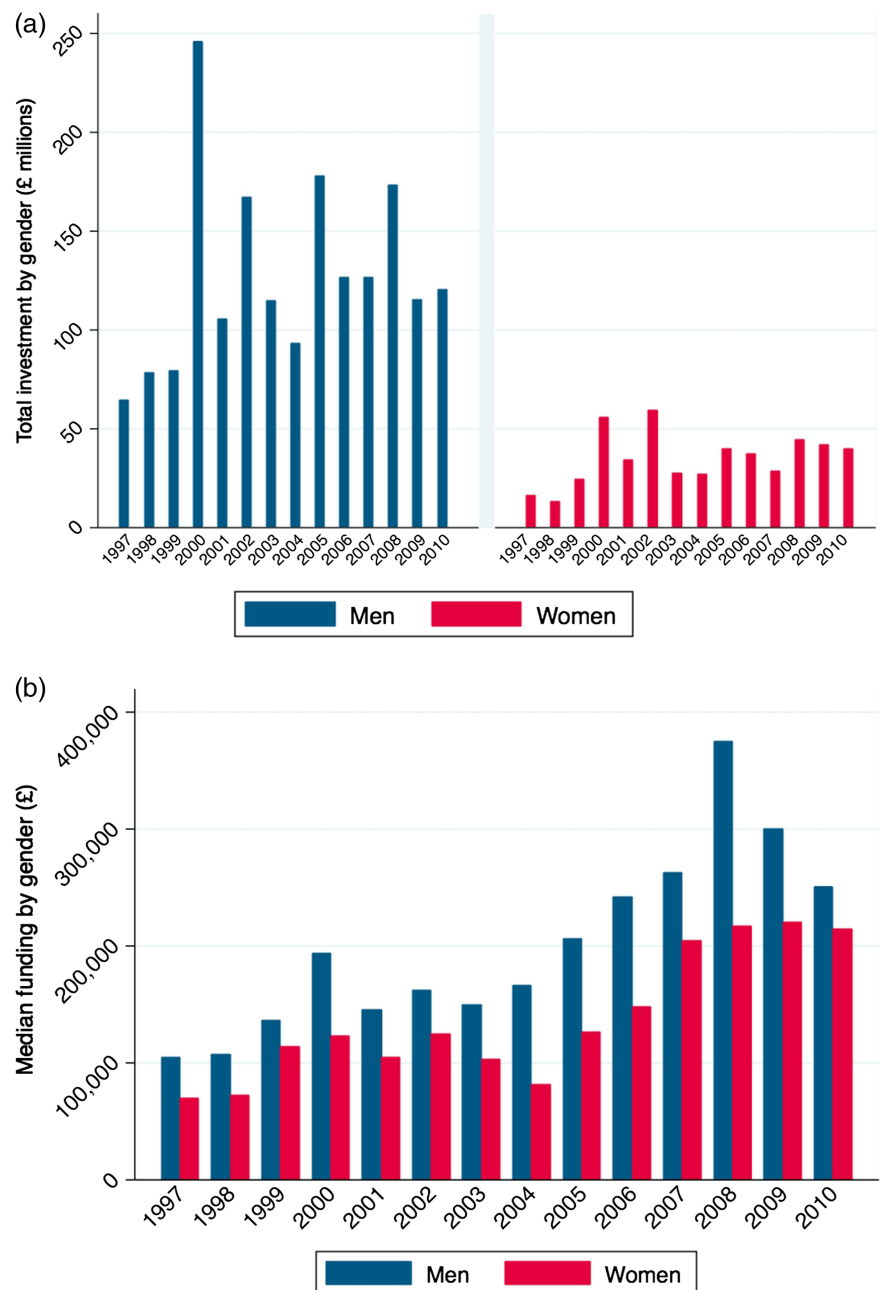 (a)
Total investment by gender (£ millions)
250
200
150
100
50
0
1997 1998 1999 2000 2001 2002 2003 2004 2005 2006 2007 2008 2009 2010
1997 1998 1999 2000 2001 2002 2003 2004 2005 2006 2007 2008 2009 2010
Men Women
(b)
Median funding by gender (£)
400,000
300,000
200,000
100,000
0
1997 1998 1999 2000 2001 2002 2003 2004 2005 2006 2007 2008 2009 2010
Men Women